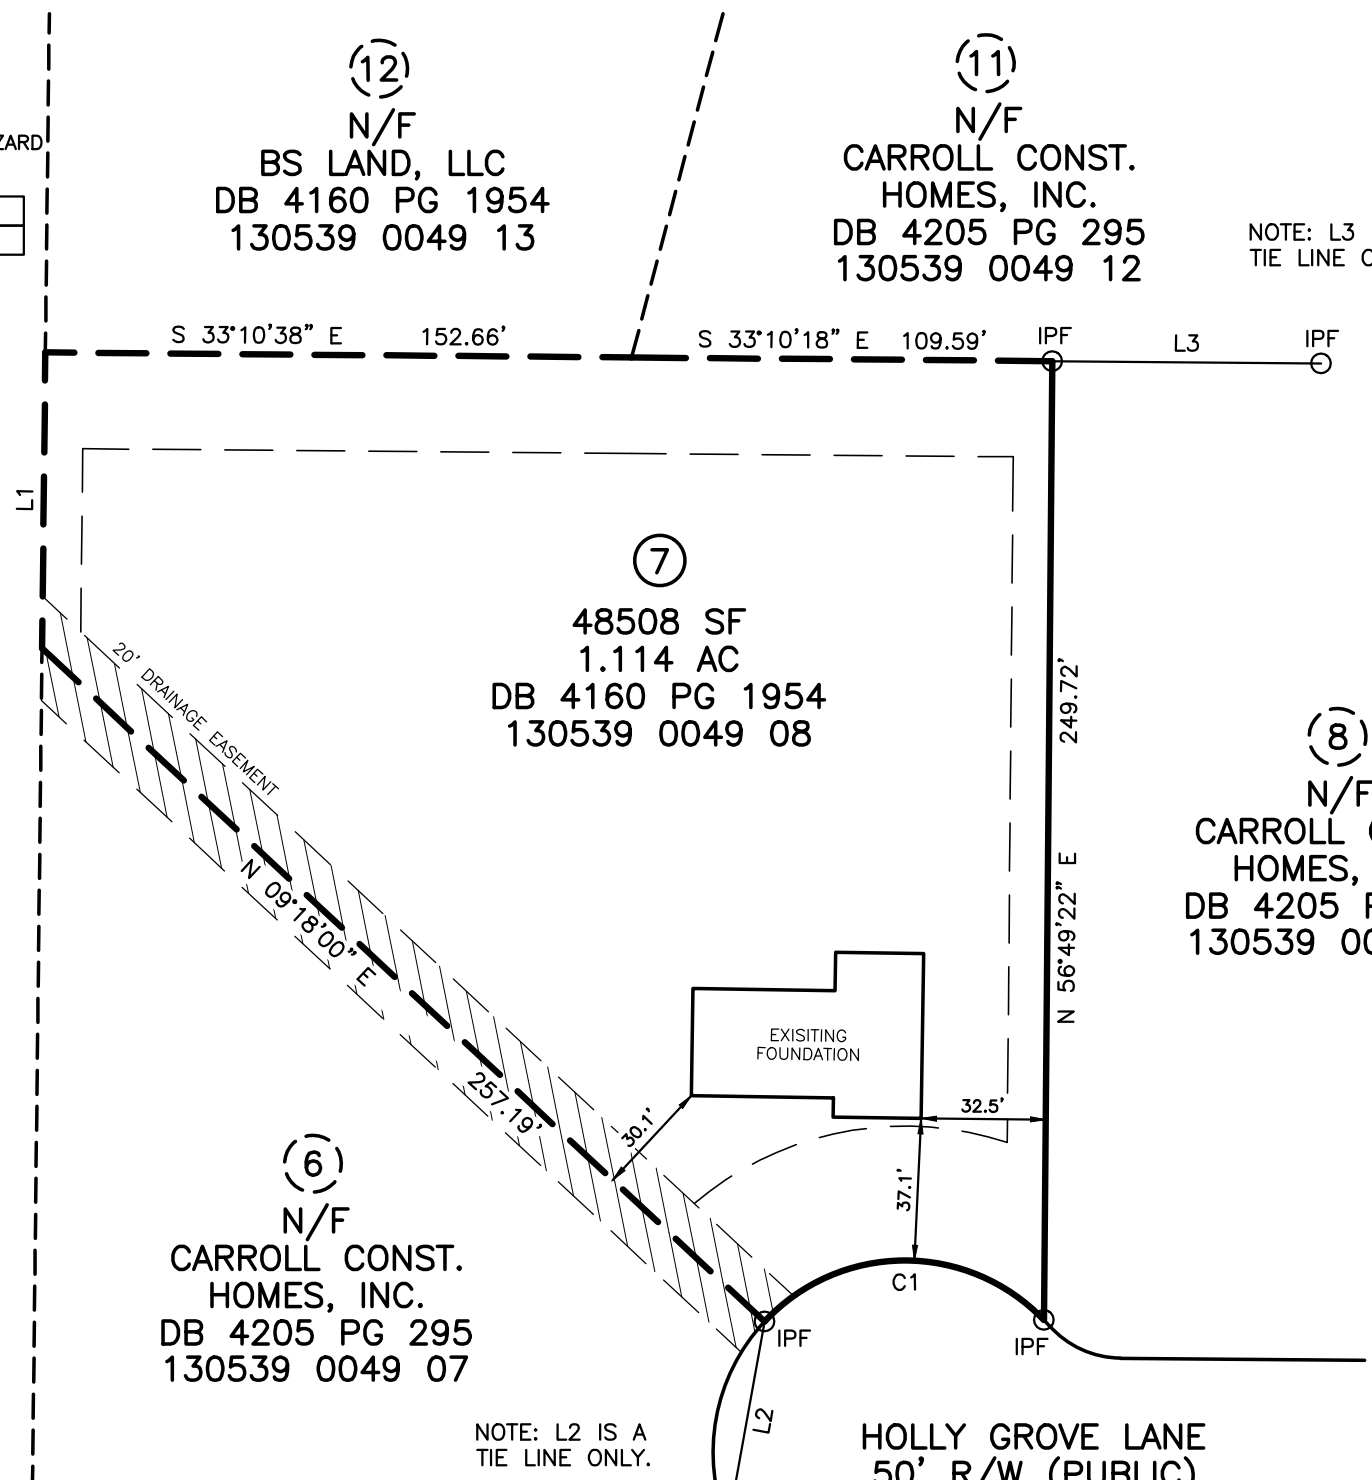 12
N/F
BS LAND, LLC
DB 4160 PG 1954
130539 0049 13
11
N/F
CARROLL CONST.
HOMES, INC.
DB 4205 PG 295
130539 0049 12
NOTE: L3
TIE LINE
S 33°10'38" E 152.66'
S 33°10'18" E 109.59'
IPF
L3
IPF
L1
7
48508 SF
1.114 AC
DB 4160 PG 1954
130539 0049 08
20' DRAINAGE EASEMENT
N 09°18'00" E
257.19'
249.72'
N 56°49'22" E
8
N/F
CARROLL
HOMES,
DB 4205
130539
EXISITING
FOUNDATION
32.5'
30.1'
37.1'
C1
IPF
IPF
6
N/F
CARROLL CONST.
HOMES, INC.
DB 4205 PG 295
130539 0049 07
L2
NOTE: L2 IS A
TIE LINE ONLY.
HOLLY GROVE LANE
50' R/W (PUBLIC)